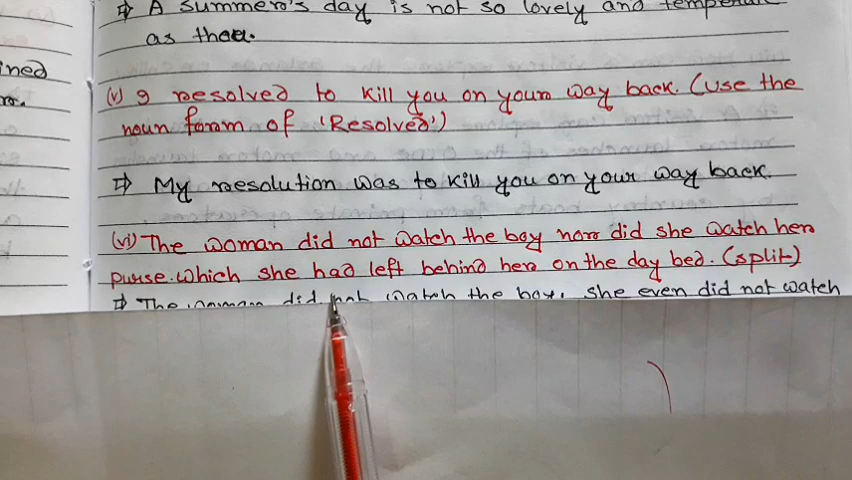 ⇒ A summer's day is not so lovely and temperate
as thee.
ined
(v) I resolved to kill you on your way back. (use the
noun form of 'Resolved')
⇒ My resolution was to kill you on your way back.
(vi) The woman did not watch the boy nor did she watch her
purse. which she had left behind her on the day bed. (split)
⇒ The woman did not watch the boy. she even did not watch